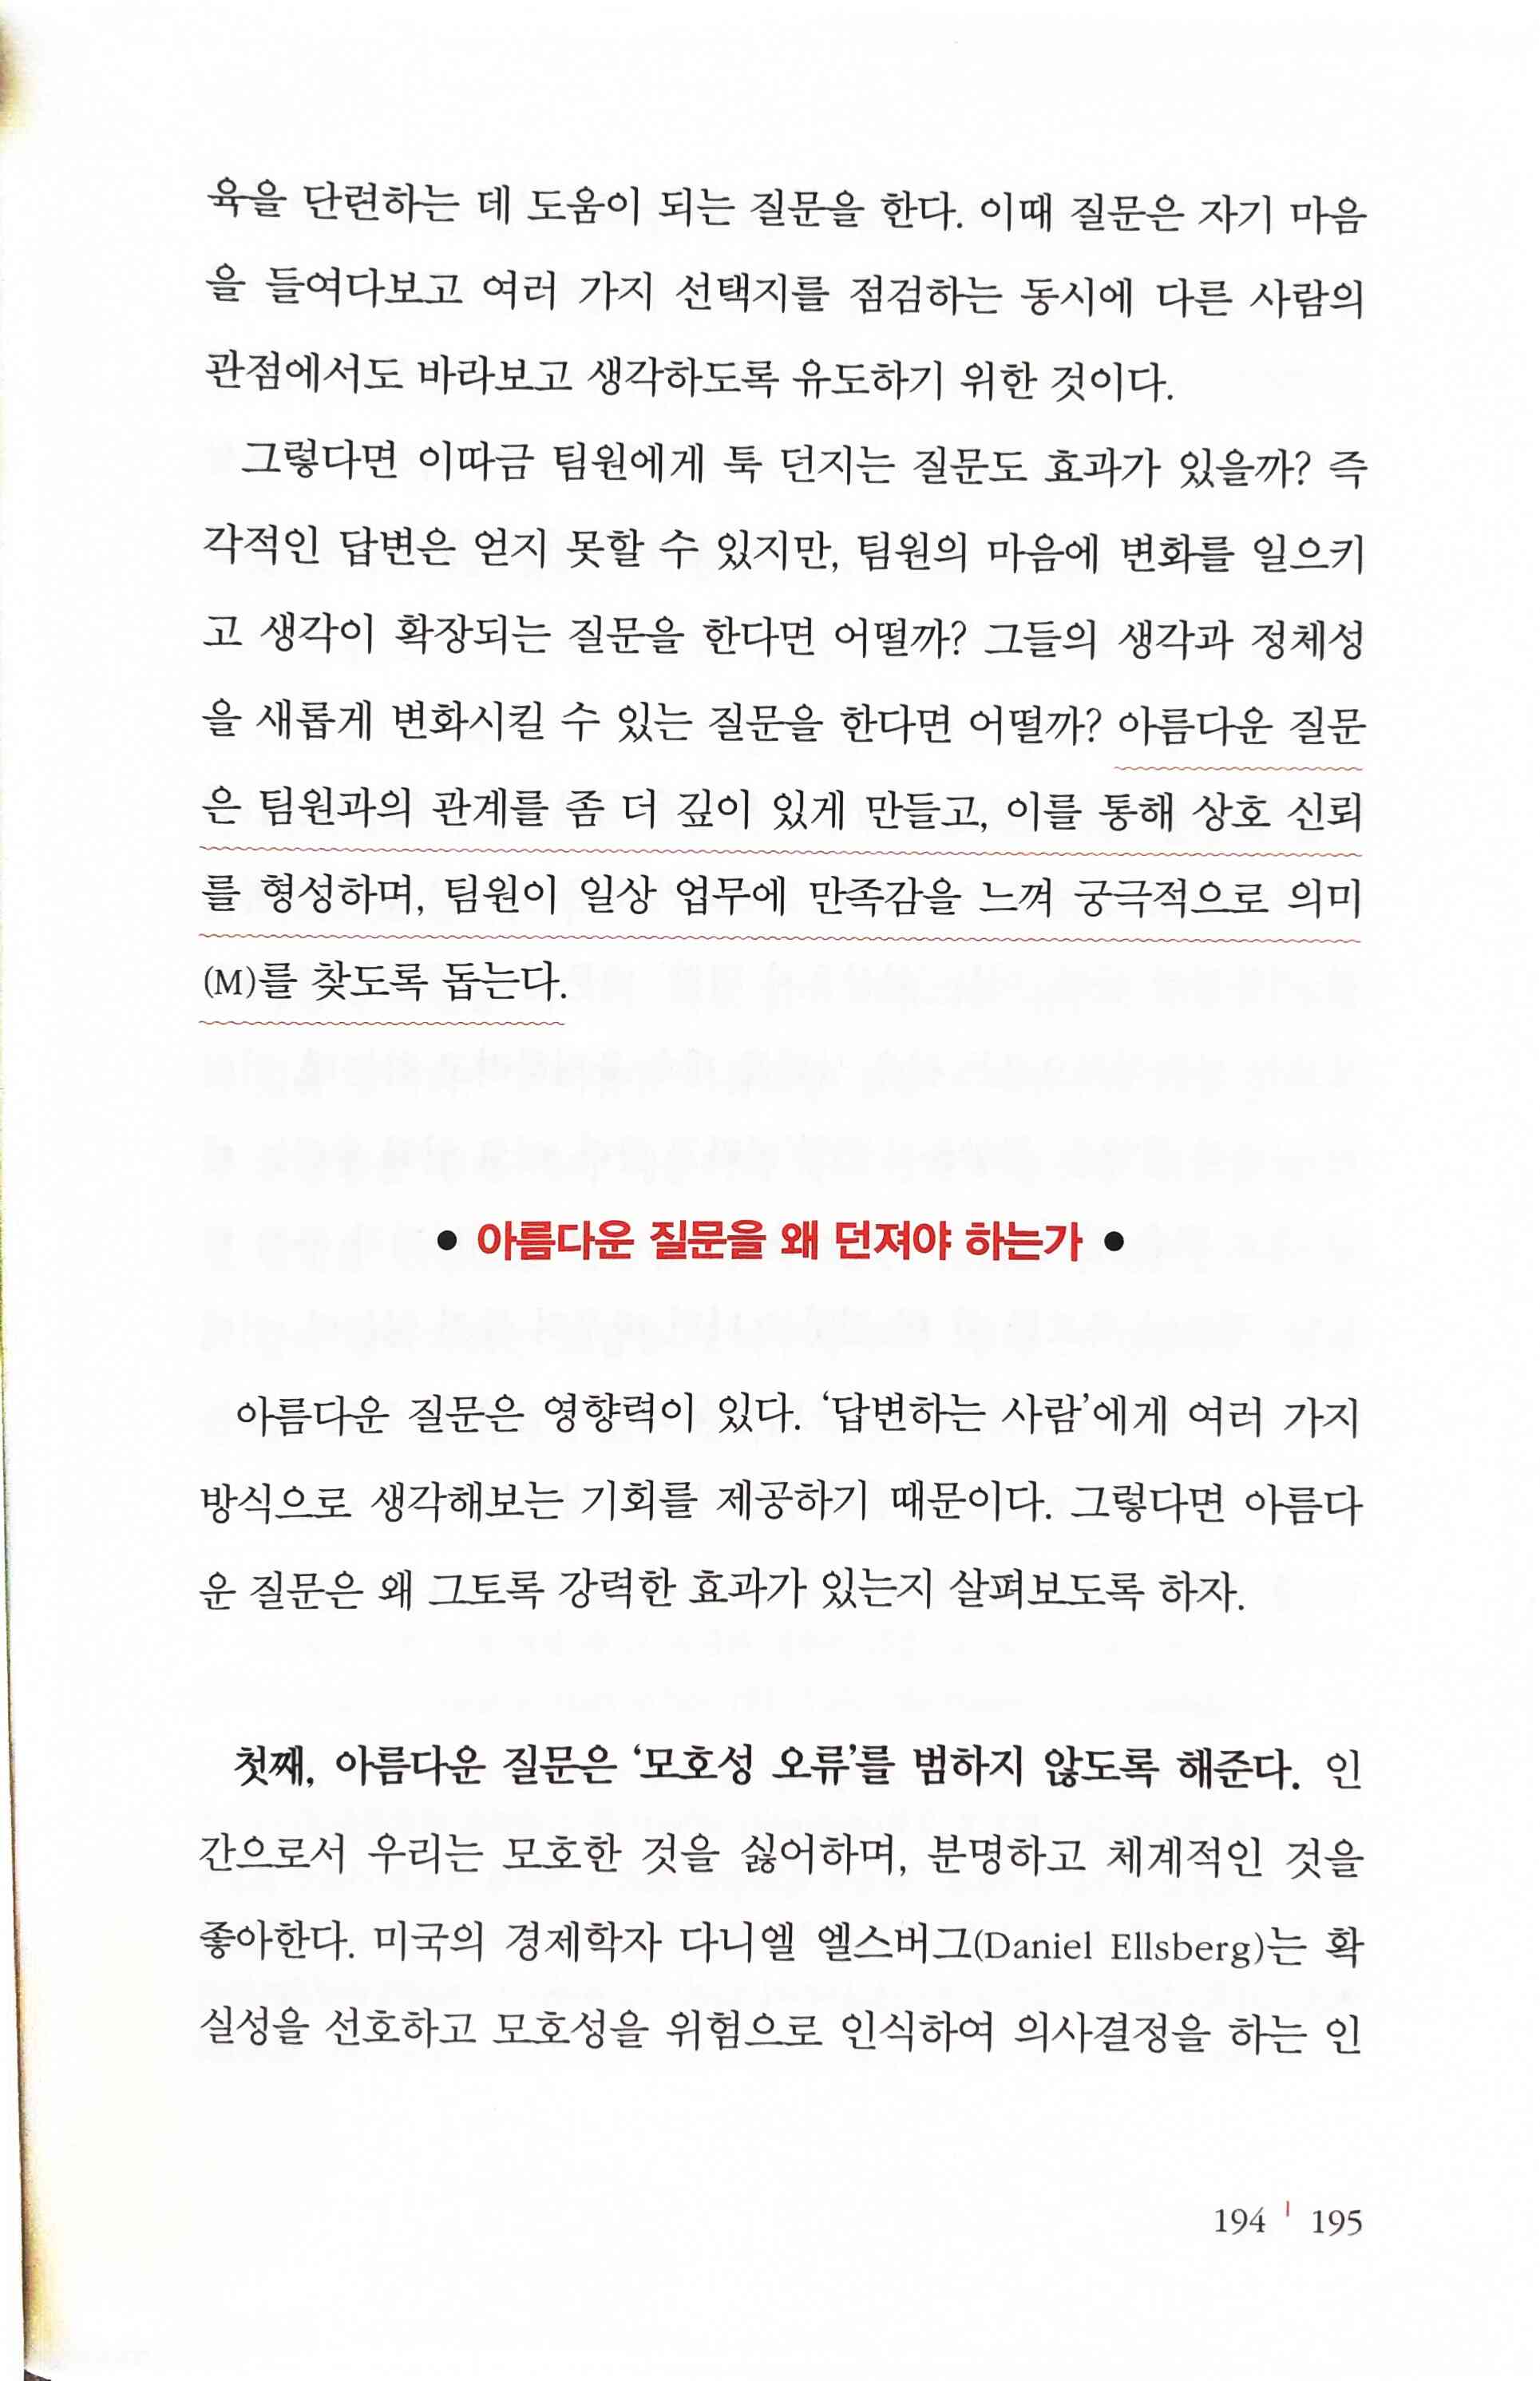 육을 단련하는 데 도움이 되는 질문을 한다. 이때 질문은 자기 마음
을 들여다보고 여러 가지 선택지를 점검하는 동시에 다른 사람의
관점에서도 바라보고 생각하도록 유도하기 위한 것이다.
그렇다면 이따금 팀원에게 툭 던지는 질문도 효과가 있을까? 즉
각적인 답변은 얻지 못할 수 있지만, 팀원의 마음에 변화를 일으키
고 생각이 확장되는 질문을 한다면 어떨까? 그들의 생각과 정체성
을 새롭게 변화시킬 수 있는 질문을 한다면 어떨까? 아름다운 질문
은 팀원과의 관계를 좀 더 깊이 있게 만들고, 이를 통해 상호 신뢰
를 형성하며, 팀원이 일상 업무에 만족감을 느껴 궁극적으로 의미
(M)를 찾도록 돕는다.
● 아름다운 질문을 왜 던져야 하는가 ●
아름다운 질문은 영향력이 있다. ‘답변하는 사람’에게 여러 가지
방식으로 생각해보는 기회를 제공하기 때문이다. 그렇다면 아름다
운 질문은 왜 그토록 강력한 효과가 있는지 살펴보도록 하자.
첫째, 아름다운 질문은 ‘모호성 오류’를 범하지 않도록 해준다. 인
간으로서 우리는 모호한 것을 싫어하며, 분명하고 체계적인 것을
좋아한다. 미국의 경제학자 다니엘 엘스버그(Daniel Ellsberg)는 확
실성을 선호하고 모호성을 위험으로 인식하여 의사결정을 하는 인
194 | 195